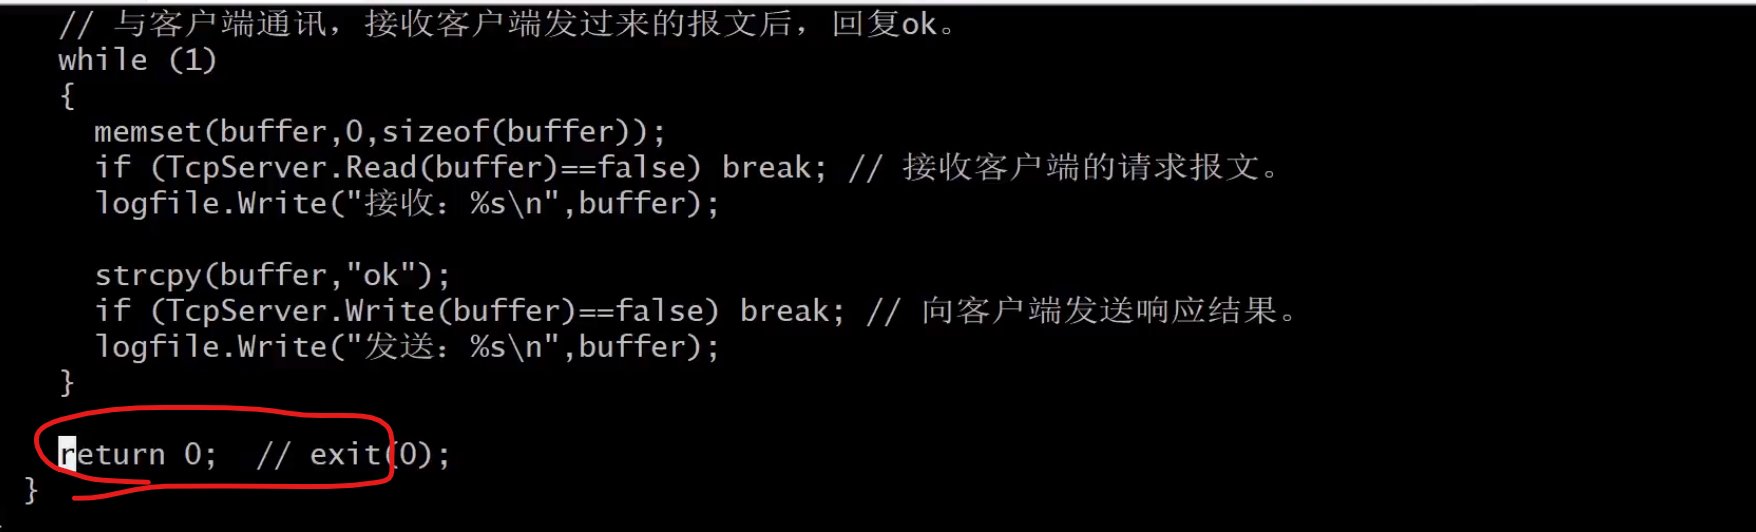 // 与客户端通讯，接收客户端发过来的报文后，回复ok。
while (1)
{
memset(buffer,0,sizeof(buffer));
if (TcpServer.Read(buffer)==false) break; // 接收客户端的请求报文。
logfile.Write("接收：%s\n",buffer);
strcpy(buffer,"ok");
if (TcpServer.Write(buffer)==false) break; // 向客户端发送响应结果。
logfile.Write("发送：%s\n",buffer);
}
return 0;  // exit(0);
}